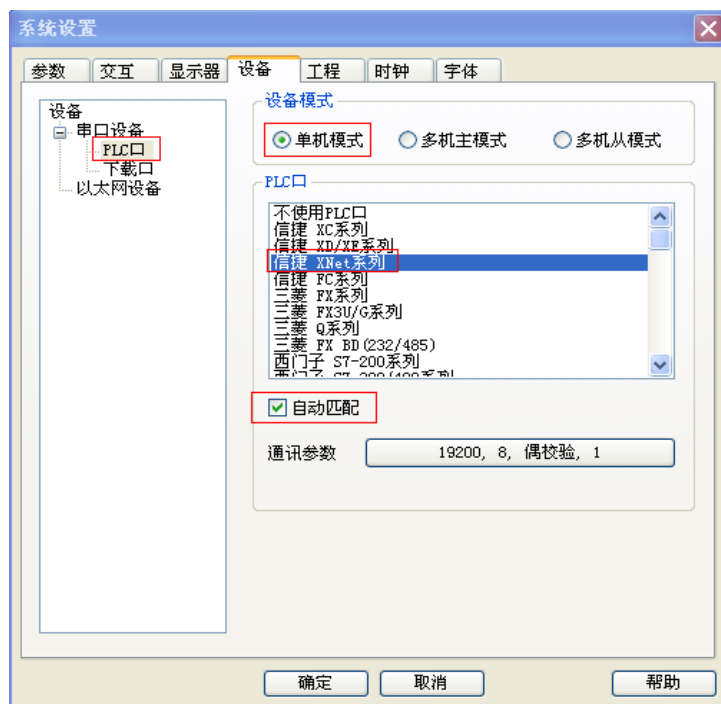 系统设置
参数 交互 显示器 设备 工程 时钟 字体
设备
串口设备
PLC口
下载口
以太网设备
设备模式
单机模式 多机主模式 多机从模式
PLC口
不使用PLC口
信捷 XC系列
信捷 XD/XE系列
信捷 XNet系列
信捷 FC系列
三菱 FX系列
三菱 FX3U/G系列
三菱 Q系列
三菱 FX BD(232/485)
西门子 S7-200系列
自动匹配
通讯参数 19200, 8, 偶校验, 1
确定 取消 帮助